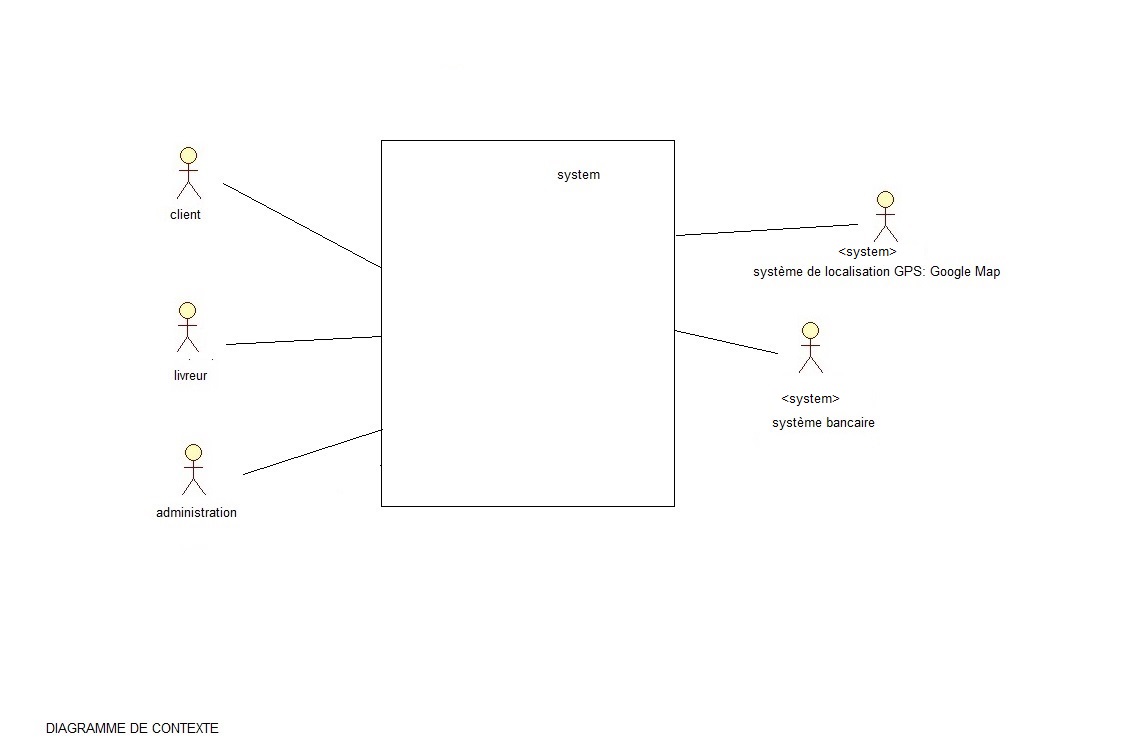 system
client
<system>
système de localisation GPS: Google Map
livreur
<system>
système bancaire
administration
DIAGRAMME DE CONTEXTE